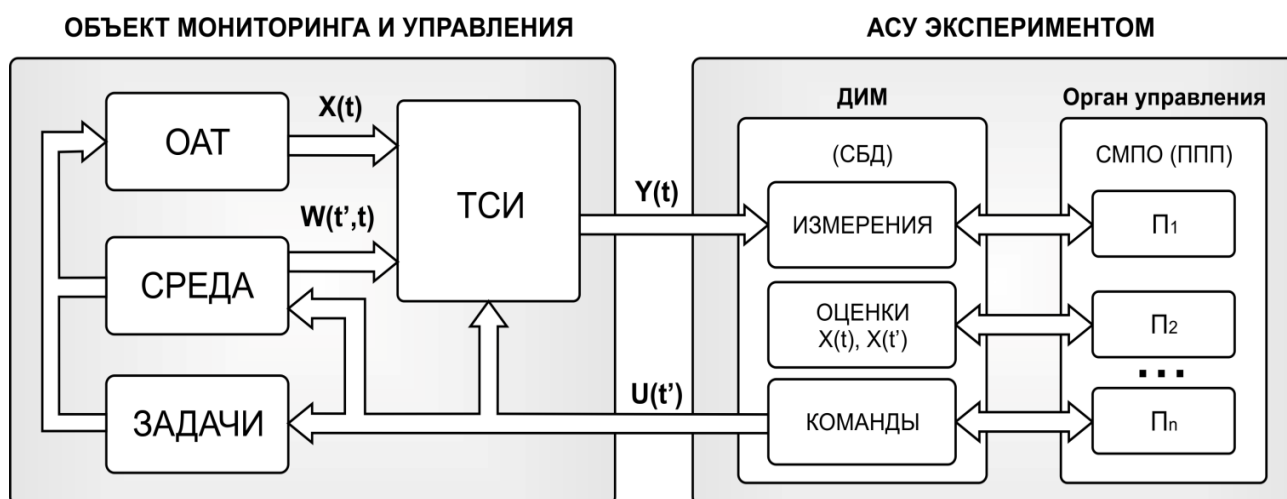 ОБЪЕКТ МОНИТОРИНГА И УПРАВЛЕНИЯ
ОАТ
X(t)
W(t’,t)
ТСИ
СРЕДА
ЗАДАЧИ
Y(t)
U(t’)
АСУ ЭКСПЕРИМЕНТОМ
ДИМ
(СБД)
ИЗМЕРЕНИЯ
ОЦЕНКИ
X(t), X(t’)
КОМАНДЫ
Орган управления
СМПО (ППП)
П1
П2
...
Пn